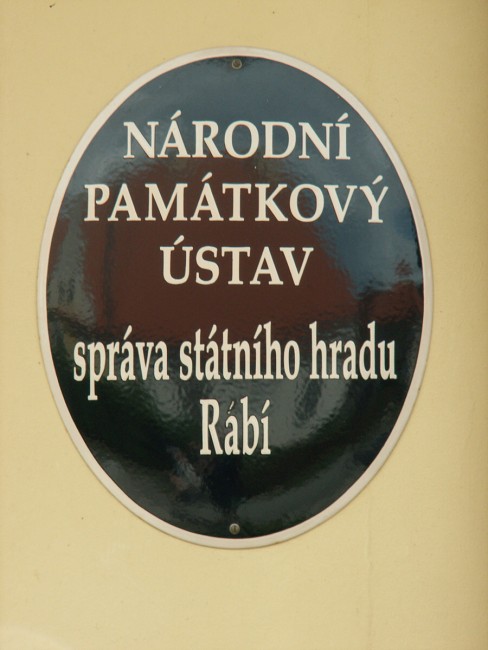 NÁRODNÍ
PAMÁTKOVÝ
ÚSTAV
správa státního hradu
Rábí